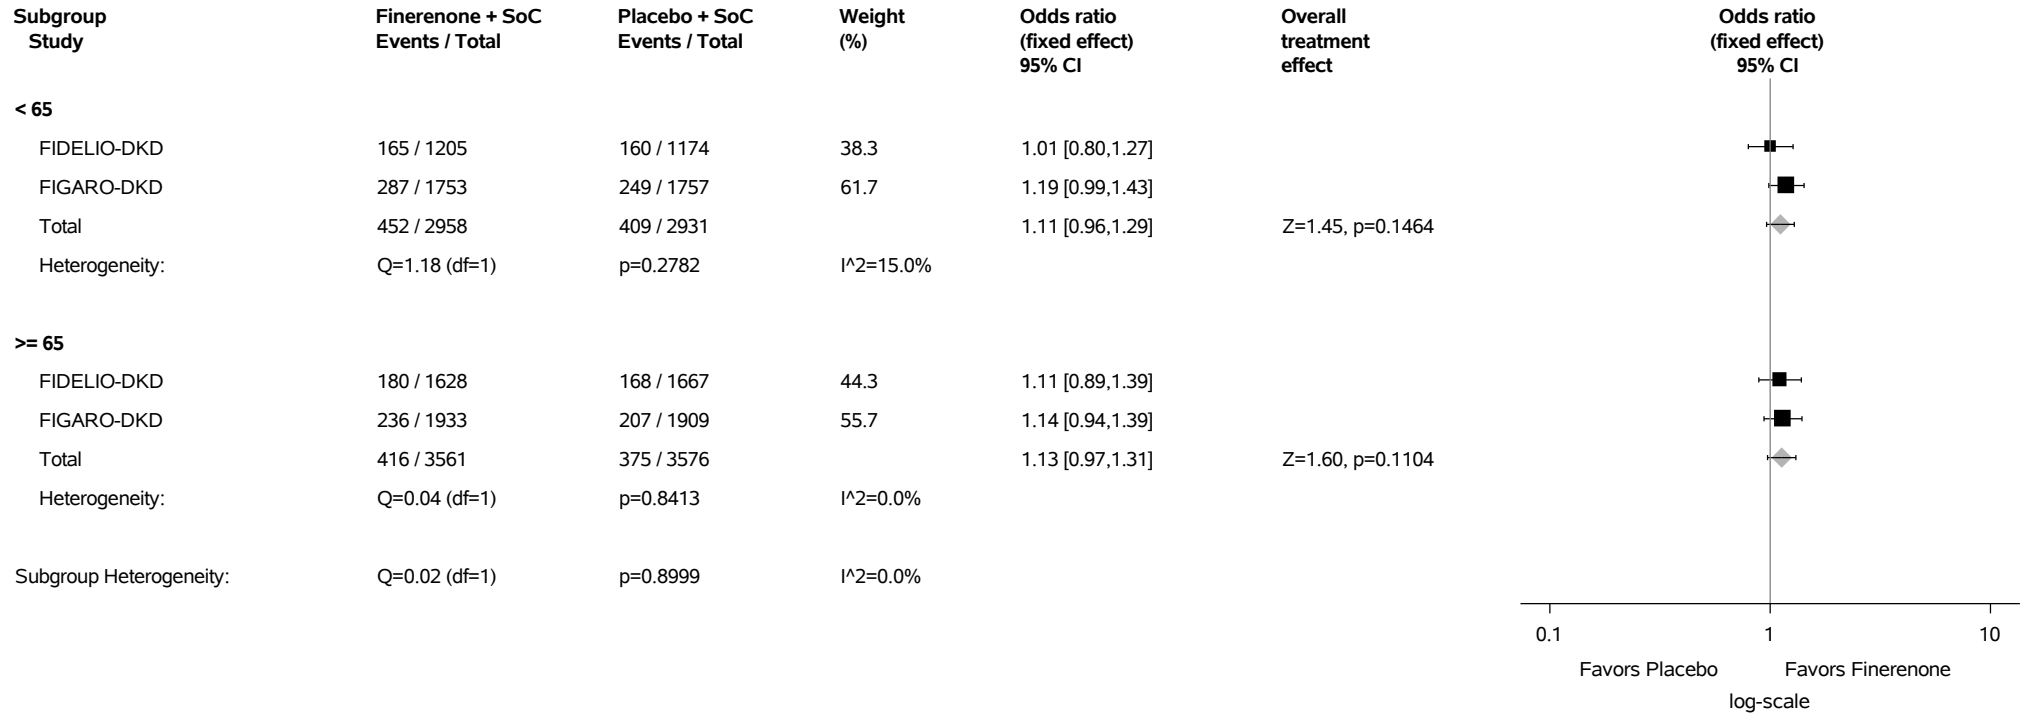 Subgroup Finerenone + SoC Placebo + SoC Weight Odds ratio Overall Odds ratio
Study Events / Total Events / Total (%) (fixed effect) treatment (fixed effect)
95% CI effect 95% CI
< 65
FIDELIO-DKD 165 / 1205 160 / 1174 38.3 1.01 [0.80,1.27]
FIGARO-DKD 287 / 1753 249 / 1757 61.7 1.19 [0.99,1.43]
Total 452 / 2958 409 / 2931 1.11 [0.96,1.29] Z=1.45, p=0.1464
Heterogeneity: Q=1.18 (df=1) p=0.2782 I^2=15.0%
>= 65
FIDELIO-DKD 180 / 1628 168 / 1667 44.3 1.11 [0.89,1.39]
FIGARO-DKD 236 / 1933 207 / 1909 55.7 1.14 [0.94,1.39]
Total 416 / 3561 375 / 3576 1.13 [0.97,1.31] Z=1.60, p=0.1104
Heterogeneity: Q=0.04 (df=1) p=0.8413 I^2=0.0%
Subgroup Heterogeneity: Q=0.02 (df=1) p=0.8999 I^2=0.0%
0.1 1 10
Favors Placebo Favors Finerenone
log-scale